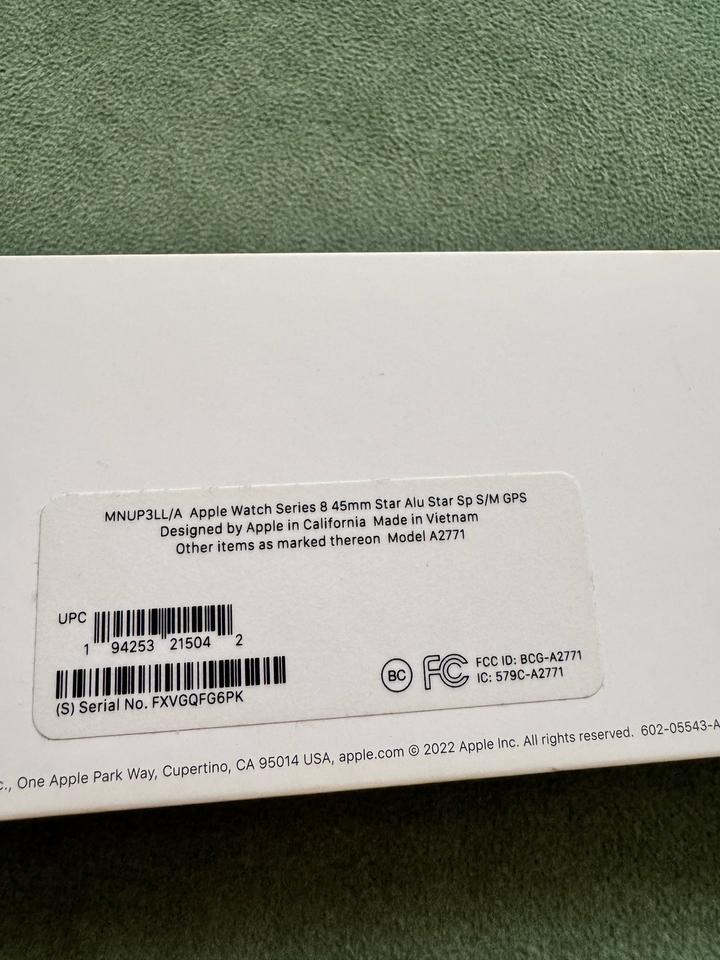 MNUP3LL/A Apple Watch Series 8 45mm Star Alu Star Sp S/M GPS
Designed by Apple in California Made in Vietnam
Other items as marked thereon Model A2771
UPC
1 94253 21504 2
(S) Serial No. FXVGQFG6PK
BC FC FCC ID: BCG-A2771
IC: 579C-A2771
One Apple Park Way, Cupertino, CA 95014 USA, apple.com © 2022 Apple Inc. All rights reserved. 602-05543-A